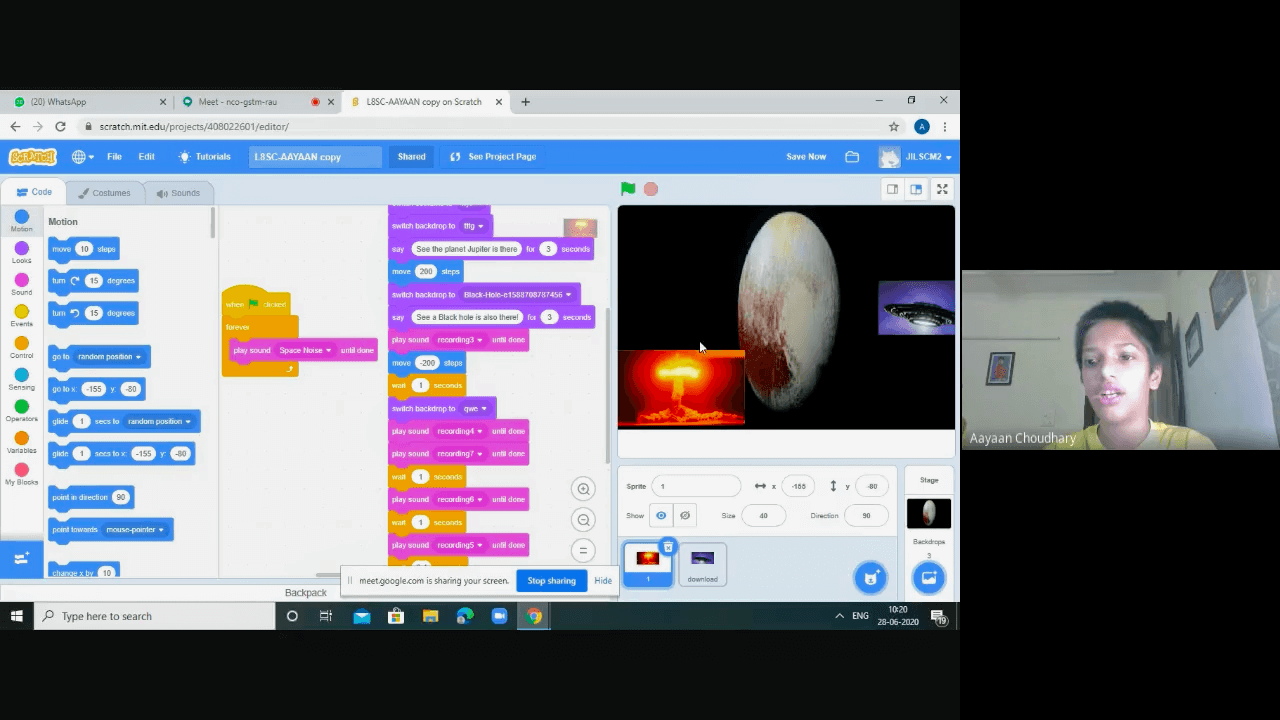 (20) WhatsApp
Meet - nco-gstm-rau
L8SC-AAYAAN copy on Scratch
scratch.mit.edu/projects/408022601/editor/
A
SCRATCH
File
Edit
Tutorials
L8SC-AAYAAN copy
Shared
See Project Page
Save Now
JILSCM2
Code
Costumes
Sounds
Motion
Looks
Sound
Events
Control
Sensing
Operators
Variables
My Blocks
Motion
move 10 steps
turn 15 degrees
turn 15 degrees
go to random position
go to x: -155 y: -80
glide 1 secs to random position
glide 1 secs to x: -155 y: -80
point in direction 90
point towards mouse-pointer
change x by 10
when clicked
forever
play sound Space Noise until done
switch backdrop to tttg
say See the planet Jupiter is there for 3 seconds
move 200 steps
switch backdrop to Black-Hole-e1588708787456
say See a Black hole is also there! for 3 seconds
play sound recording3 until done
move -200 steps
wait 1 seconds
switch backdrop to qwe
play sound recording4 until done
play sound recording7 until done
wait 1 seconds
play sound recording6 until done
wait 1 seconds
play sound recording5 until done
Sprite 1 x -155 y -80
Show Size 40 Direction 90
1
download
Stage
Backdrops
3
meet.google.com is sharing your screen.
Stop sharing
Hide
Backpack
Type here to search
ENG
10:20
28-06-2020
19
Aayaan Choudhary